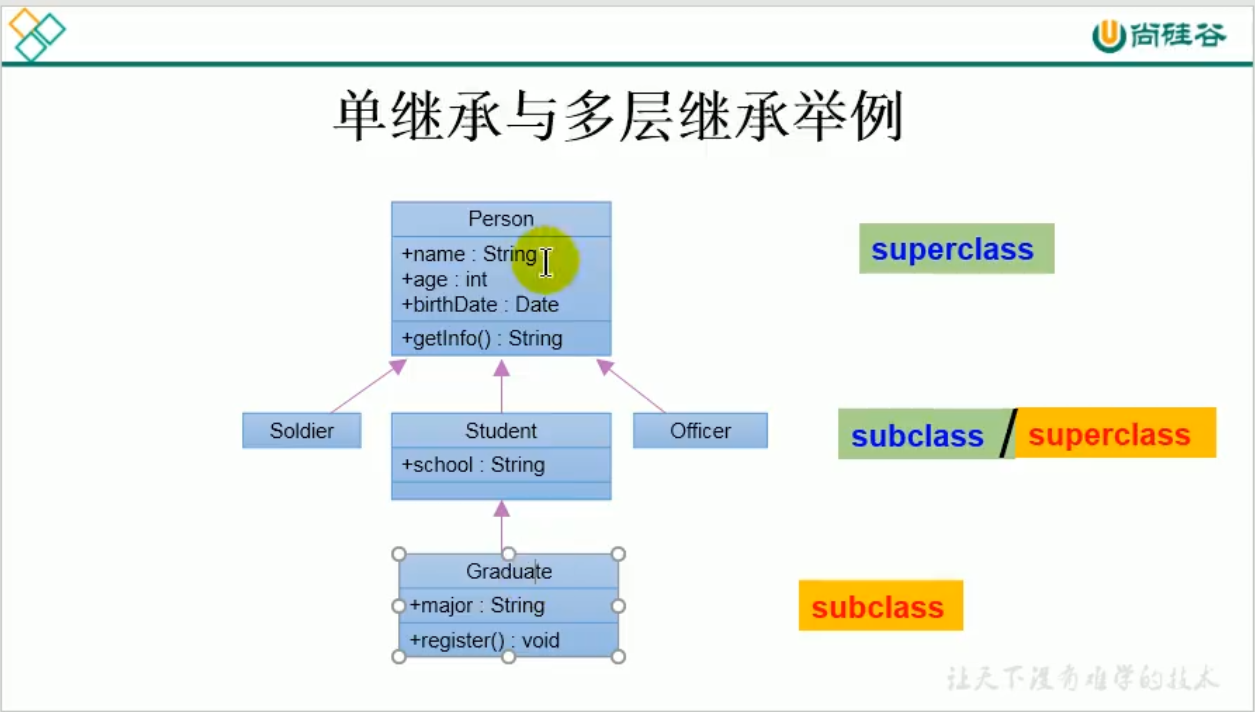 尚硅谷
单继承与多层继承举例
Person
+name : String
+age : int
+birthDate : Date
+getInfo() : String
superclass
Soldier
Student
+school : String
Officer
subclass / superclass
Graduate
+major : String
+register() : void
subclass
让天下没有难学的技术